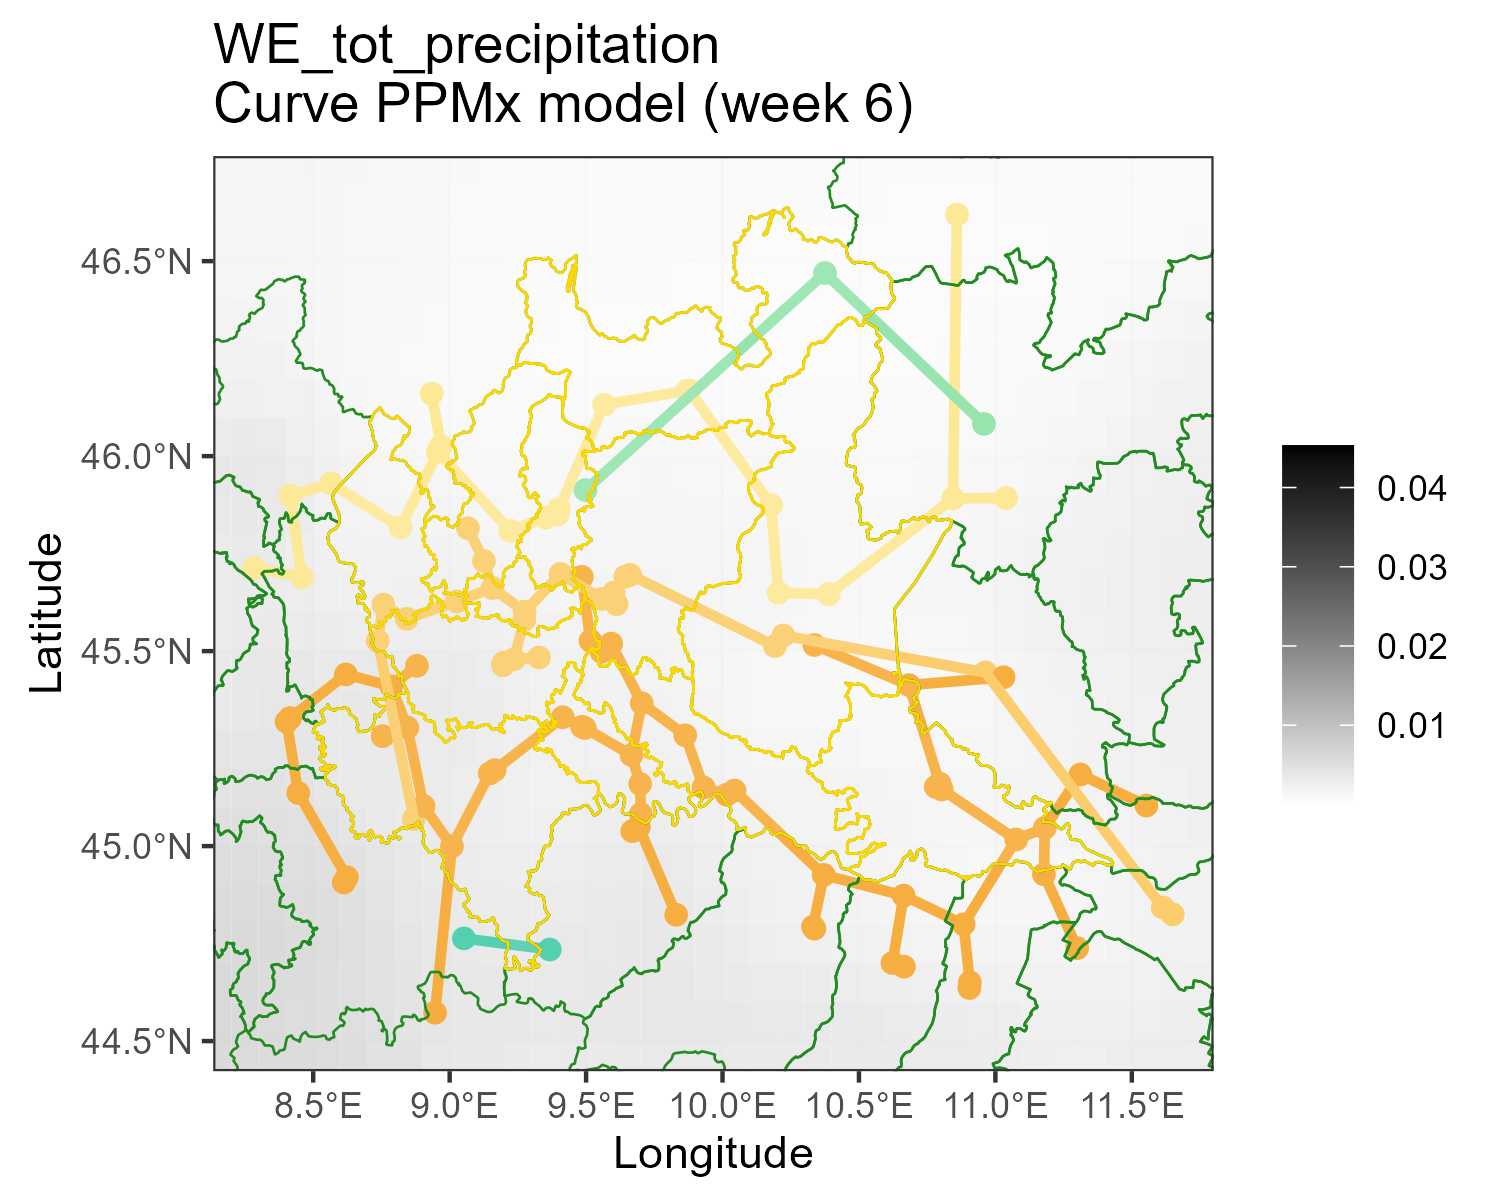 WE_tot_precipitation
Curve PPMx model (week 6)
46.5°N
46.0°N
45.5°N
45.0°N
44.5°N
Latitude
8.5°E 9.0°E 9.5°E 10.0°E 10.5°E 11.0°E 11.5°E
Longitude
0.04
0.03
0.02
0.01